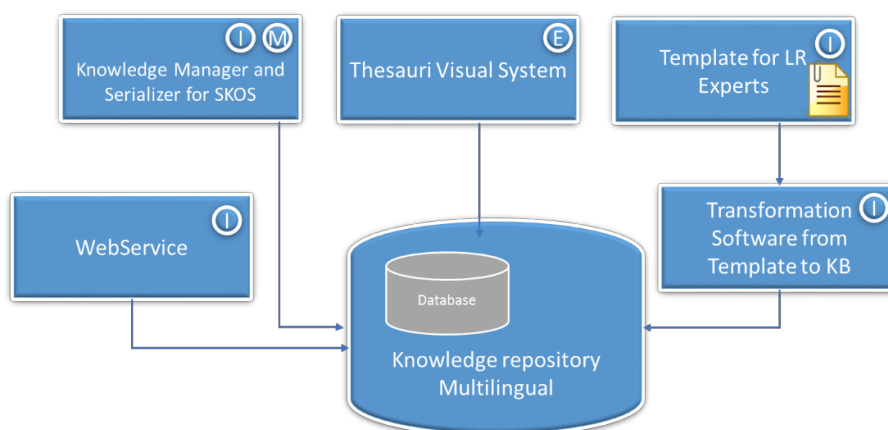 I M
Knowledge Manager and
Serializer for SKOS
E
Thesauri Visual System
I
Template for LR
Experts
I
WebService
I
Transformation
Software from
Template to KB
Database
Knowledge repository
Multilingual